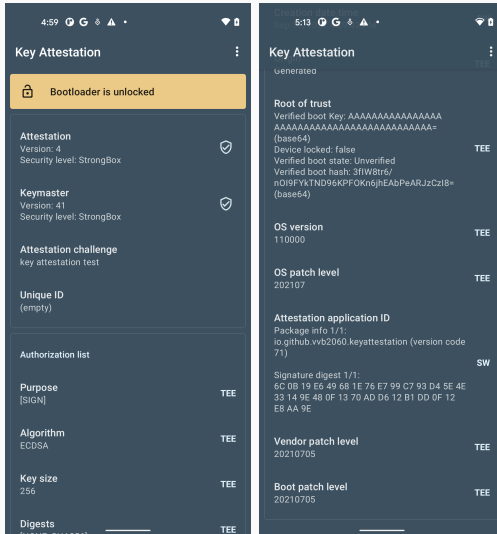 4:59
Key Attestation
Bootloader is unlocked
Attestation
Version: 4
Security level: StrongBox
Keymaster
Version: 41
Security level: StrongBox
Attestation challenge
key attestation test
Unique ID
(empty)
Authorization list
Purpose
[SIGN]
TEE
Algorithm
ECDSA
TEE
Key size
256
TEE
Digests
TEE
Creation date time
5:13
Key Attestation
TEE
Generated
Root of trust
Verified boot Key: AAAAAAAAAAAAAAAAA
AAAAAAAAAAAAAAAAAAAAAAAAAA=
(base64)
Device locked: false
Verified boot state: Unverified
Verified boot hash: 3fIW8tr6/
nOI9FYkTND96KPFOKn6jhEAbPeARJzCzI8=
(base64)
TEE
OS version
110000
TEE
OS patch level
202107
TEE
Attestation application ID
Package info 1/1:
io.github.vvb2060.keyattestation (version code
71)
Signature digest 1/1:
6C 0B 19 E6 49 68 1E 76 E7 99 C7 93 D4 5E 4E
33 14 9E 48 0F 13 70 AD D6 12 B1 DD 0F 12
E8 AA 9E
SW
Vendor patch level
20210705
TEE
Boot patch level
20210705
TEE